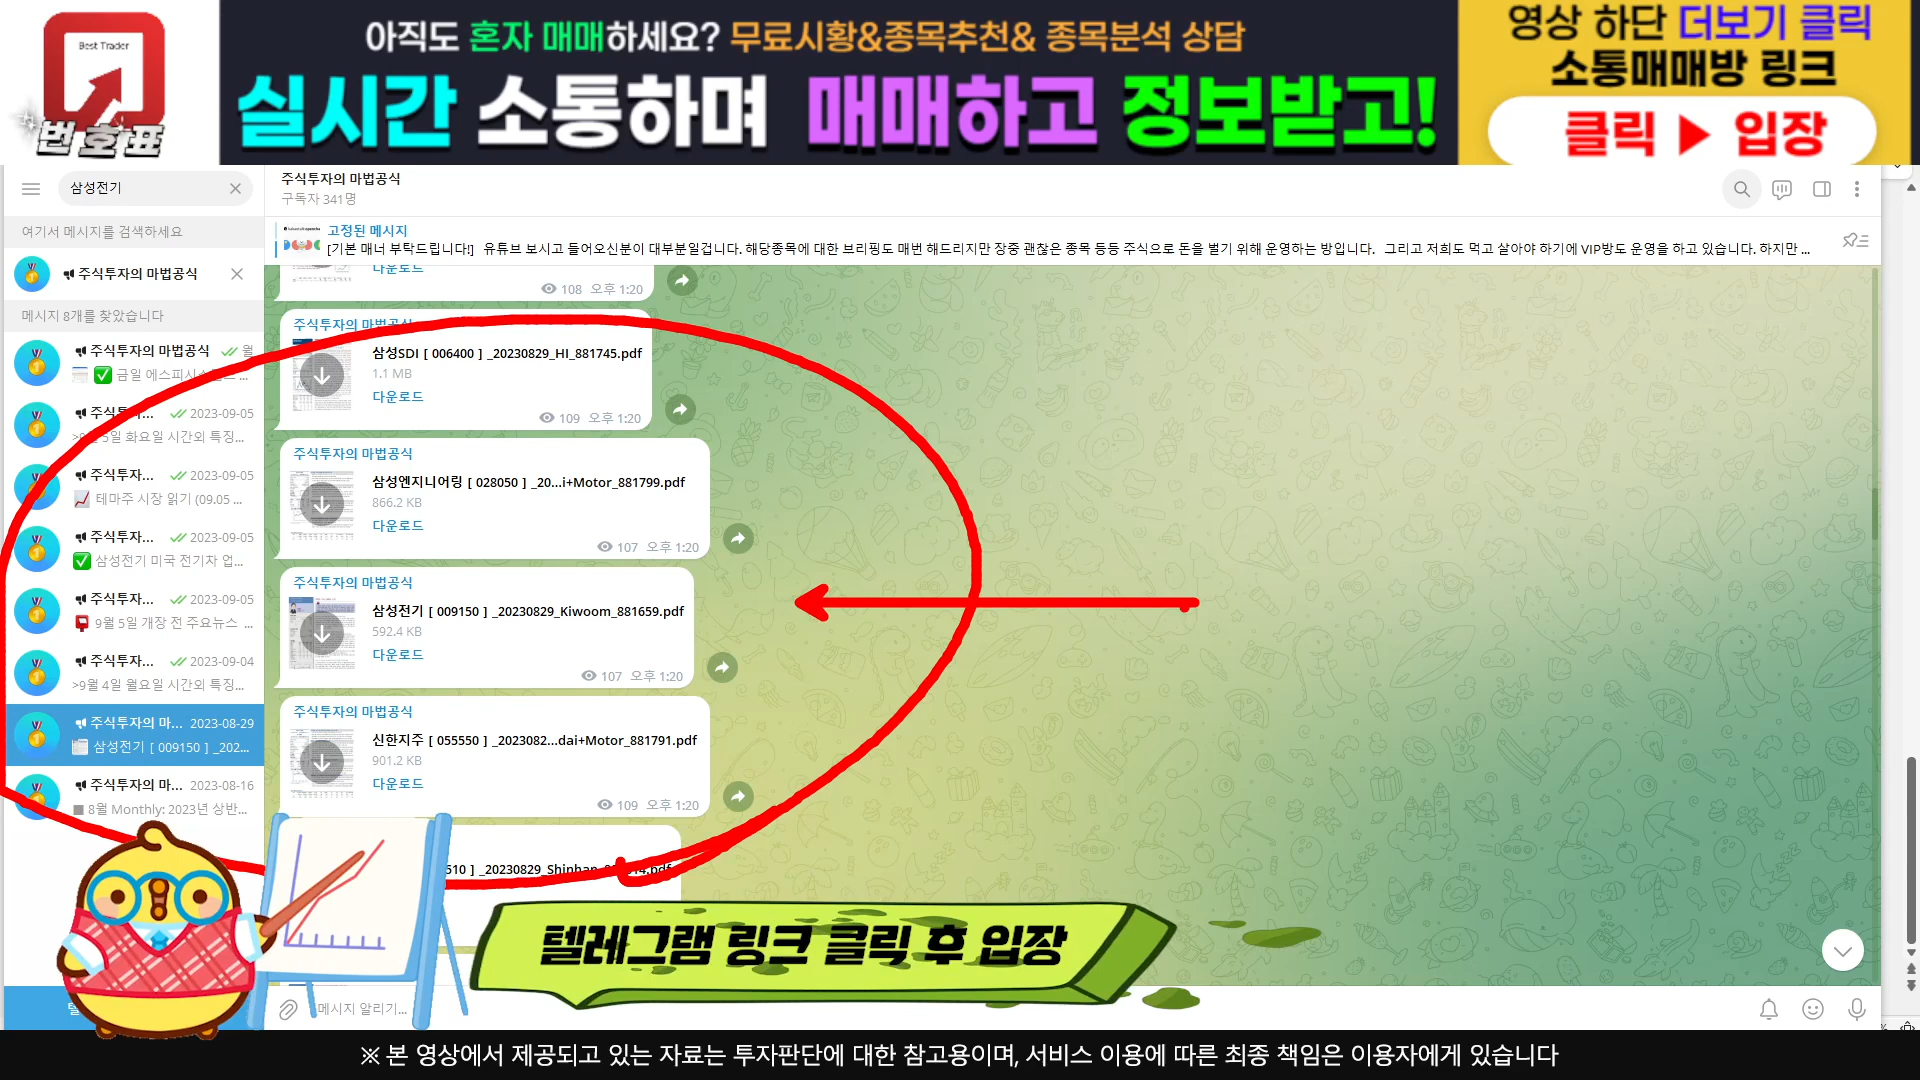 Best Trader
번호표
아직도 혼자 매매하세요? 무료시황&종목추천& 종목분석 상담
실시간 소통하며 매매하고 정보받고!
영상 하단 더보기 클릭
소통매매방 링크
클릭 ▶ 입장
삼성전기
여기서 메시지를 검색하세요
주식투자의 마법공식
메시지 8개를 찾았습니다
주식투자의 마법공식 월
✅ 금일
주식투자... 2023-09-05
5일 화요일 시간외 특징...
주식투자... 2023-09-05
테마주 시장 읽기 (09.05 ...
주식투자... 2023-09-05
✅ 삼성전기 미국 전기차 업...
주식투자... 2023-09-05
9월 5일 개장 전 주요뉴스 ...
주식투자... 2023-09-04
>9월 4일 월요일 시간외 특징...
주식투자의 마... 2023-08-29
삼성전기 [ 009150 ] _202...
주식투자의 마... 2023-08-16
■ 8월 Monthly: 2023년 상반...
주식투자의 마법공식
구독자 341명
고정된 메시지
[기본 매너 부탁드립니다!] 유튜브 보시고 들어오신분이 대부분일겁니다. 해당종목에 대한 브리핑도 매번 해드리지만 장중 괜찮은 종목 등등 주식으로 돈을 벌기 위해 운영하는 방입니다. 그리고 저희도 먹고 살아야 하기에 VIP방도 운영을 하고 있습니다. 하지만 ...
다운로드
108 오후 1:20
주식투자의 마법공식
삼성SDI [ 006400 ] _20230829_HI_881745.pdf
1.1 MB
다운로드
109 오후 1:20
주식투자의 마법공식
삼성엔지니어링 [ 028050 ] _20...i+Motor_881799.pdf
866.2 KB
다운로드
107 오후 1:20
주식투자의 마법공식
삼성전기 [ 009150 ] _20230829_Kiwoom_881659.pdf
592.4 KB
다운로드
107 오후 1:20
주식투자의 마법공식
신한지주 [ 055550 ] _2023082...dai+Motor_881791.pdf
901.2 KB
다운로드
109 오후 1:20
510 ] _20230829_Shinhan
메시지 알리기...
텔레그램 링크 클릭 후 입장
※ 본 영상에서 제공되고 있는 자료는 투자판단에 대한 참고용이며, 서비스 이용에 따른 최종 책임은 이용자에게 있습니다